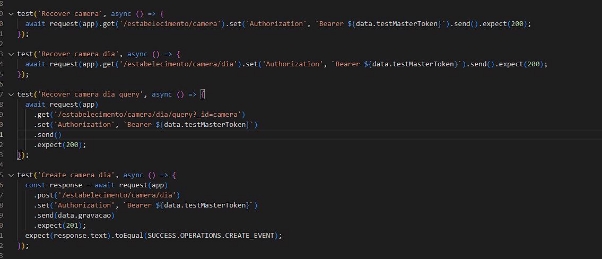 test('Recover camera', async () => {
await request(app).get('/estabelecimento/camera').set('Authorization', `Bearer ${data.testMasterToken}`).send().expect(200);
});
test('Recover camera dia', async () => {
await request(app).get('/estabelecimento/camera/dia').set('Authorization', `Bearer ${data.testMasterToken}`).send().expect(200);
});
test('Recover camera dia query', async () => {
await request(app)
.get('/estabelecimento/camera/dia/query?_id=camera')
.set('Authorization', `Bearer ${data.testMasterToken}`)
.send()
.expect(200);
});
test('Create camera dia', async () => {
const response = await request(app)
.post('/estabelecimento/camera/dia')
.set('Authorization', `Bearer ${data.testMasterToken}`)
.send(data.gravacao)
.expect(201);
expect(response.text).toEqual(SUCCESS.OPERATIONS.CREATE_EVENT);
});